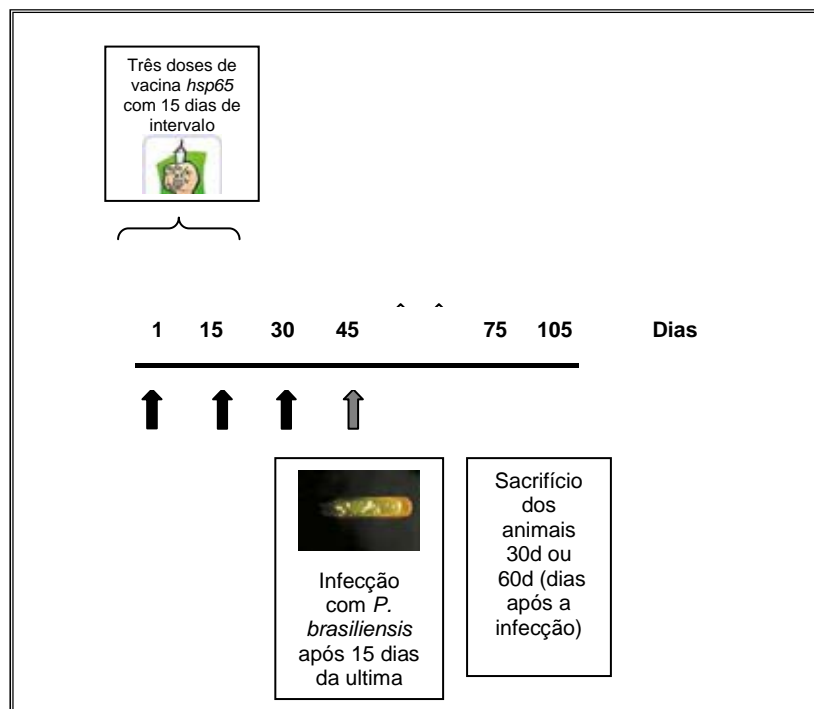 Três doses de
vacina hsp65
com 15 dias de
intervalo
1 15 30 45 75 105 Dias
Infecção
com P.
brasiliensis
após 15 dias
da ultima
Sacrifício
dos
animais
30d ou
60d (dias
após a
infecção)